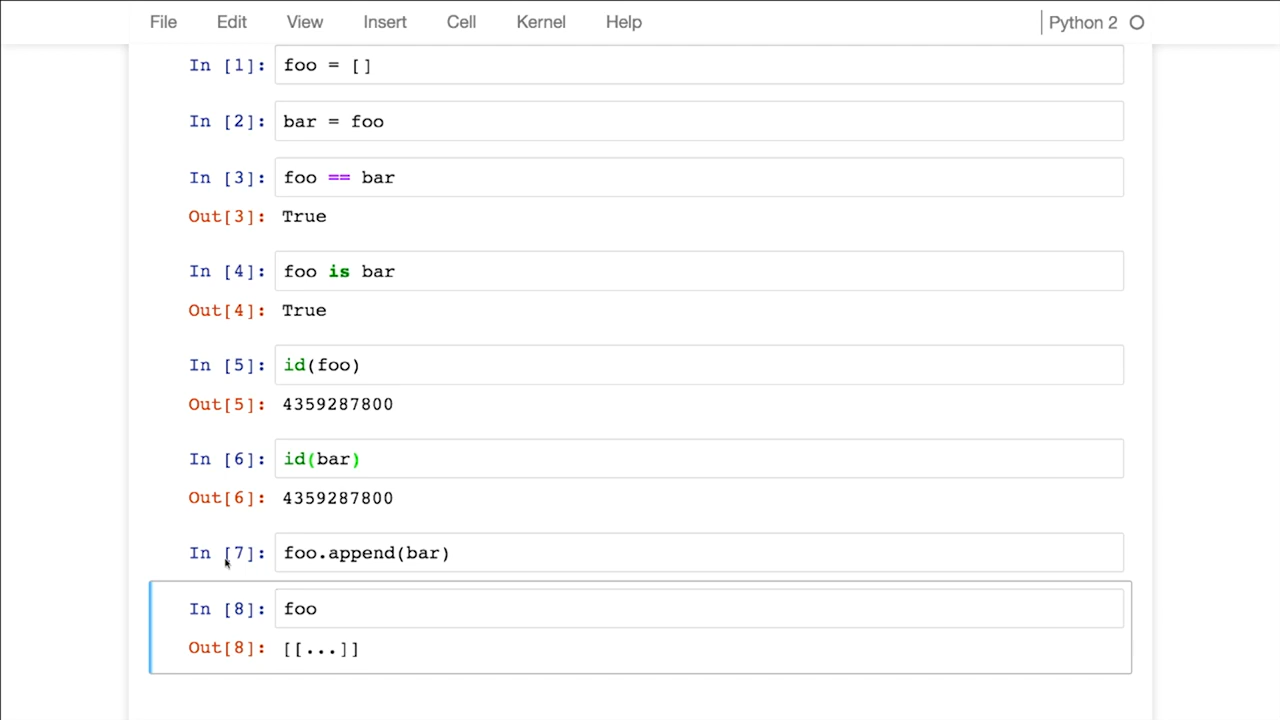 File Edit View Insert Cell Kernel Help Python 2
In [1]: foo = []
In [2]: bar = foo
In [3]: foo == bar
Out[3]: True
In [4]: foo is bar
Out[4]: True
In [5]: id(foo)
Out[5]: 4359287800
In [6]: id(bar)
Out[6]: 4359287800
In [7]: foo.append(bar)
In [8]: foo
Out[8]: [[...]]